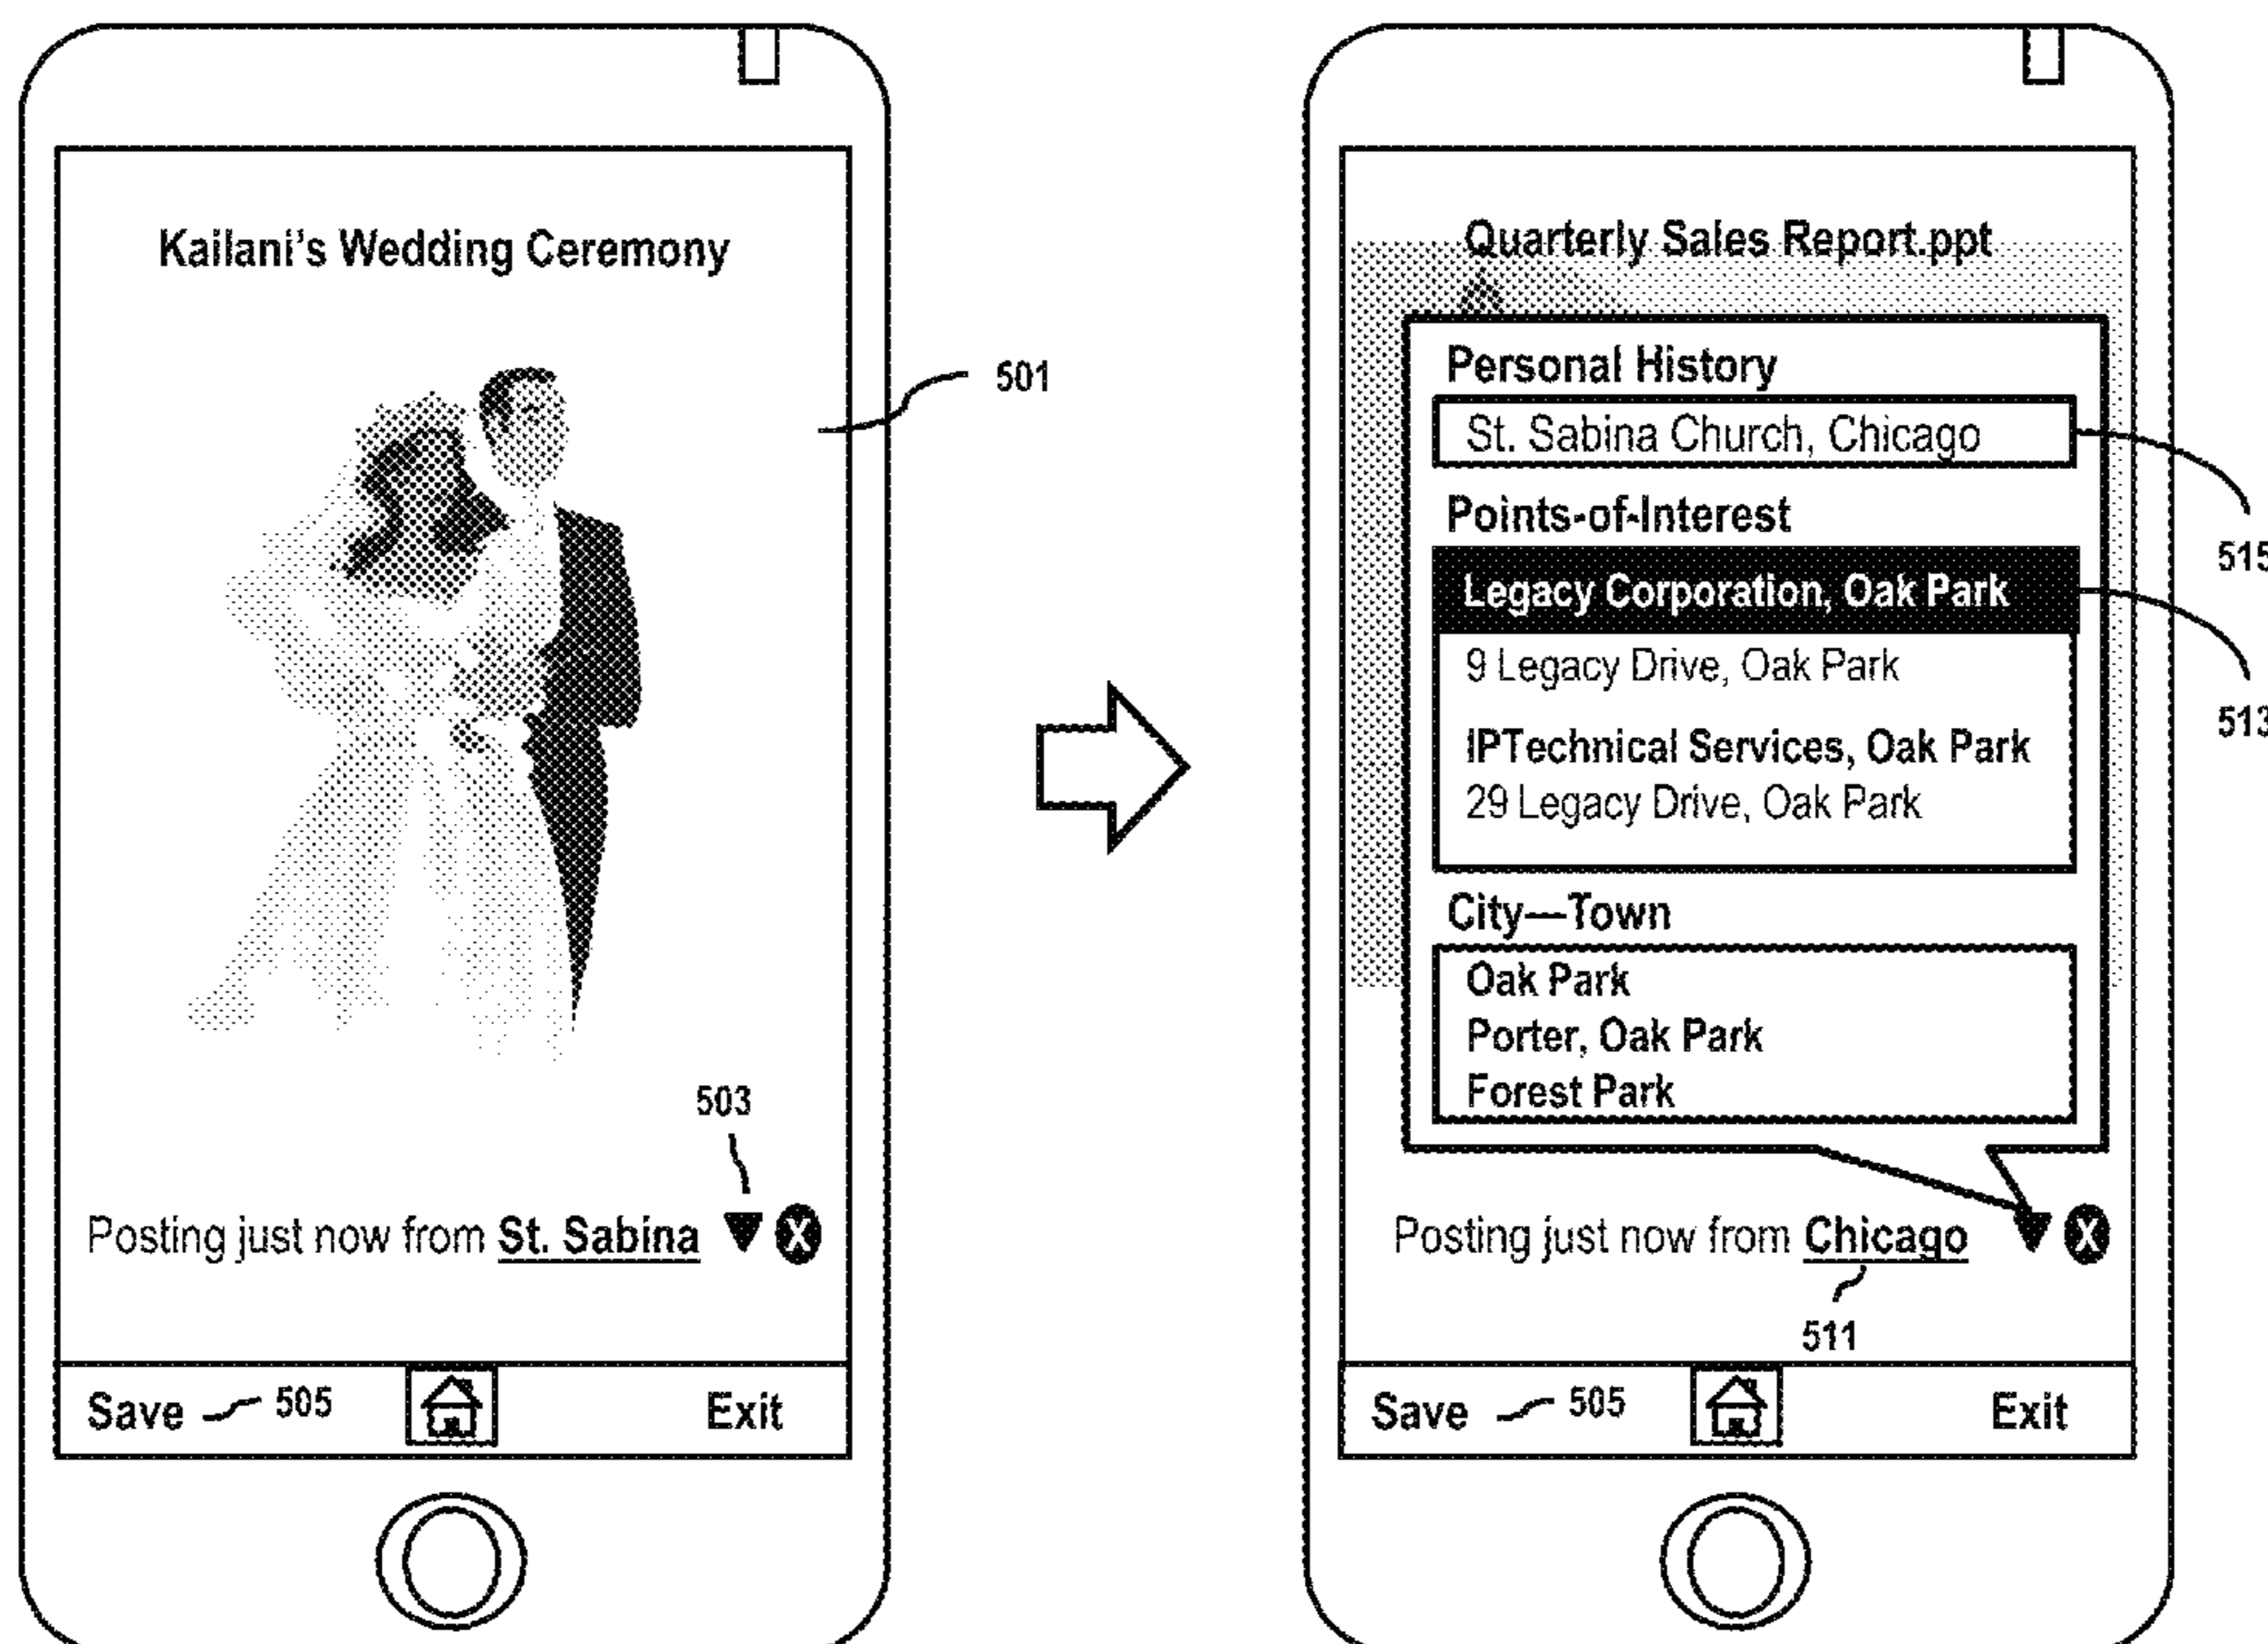 Kailani's Wedding Ceremony
501
503
Posting just now from St. Sabina
X
Save
505
Exit
Quarterly Sales Report.ppt
Personal History
St. Sabina Church, Chicago
515
Points-of-Interest
Legacy Corporation, Oak Park
513
9 Legacy Drive, Oak Park
IPTechnical Services, Oak Park
29 Legacy Drive, Oak Park
City—Town
Oak Park
Porter, Oak Park
Forest Park
Posting just now from Chicago
X
511
Save
505
Exit